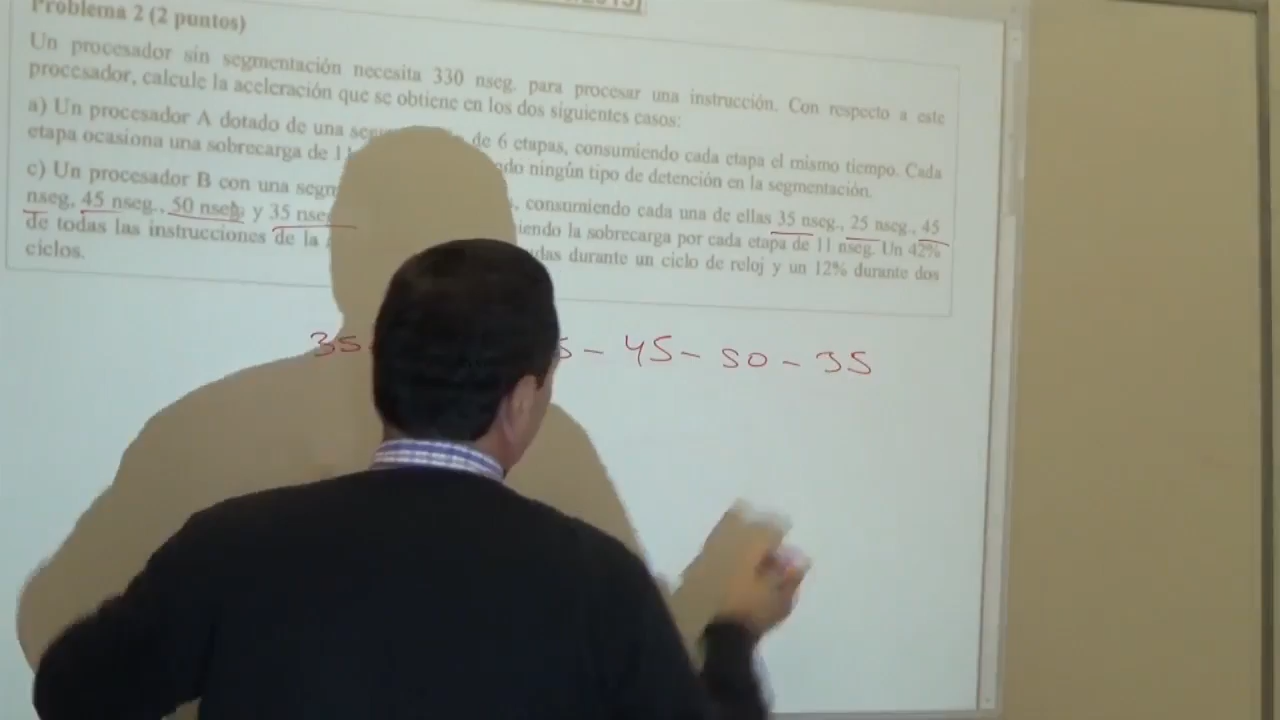 Problema 2 (2 puntos)
Un procesador sin segmentación necesita 330 nseg. para procesar una instrucción. Con respecto a este
procesador, calcule la aceleración que se obtiene en los dos siguientes casos:
a) Un procesador A dotado de una de 6 etapas, consumiendo cada etapa el mismo tiempo. Cada
etapa ocasiona una sobrecarga de ningún tipo de detención en la segmentación.
c) Un procesador B con una consumiendo cada una de ellas 35 nseg., 25 nseg., 45
nseg, 45 nseg., 50 nseg. y 35 la sobrecarga por cada etapa de 11 nseg. Un 42%
de todas las instrucciones de la durante un ciclo de reloj y un 12% durante dos
ciclos.
35 - 45 - 50 - 35